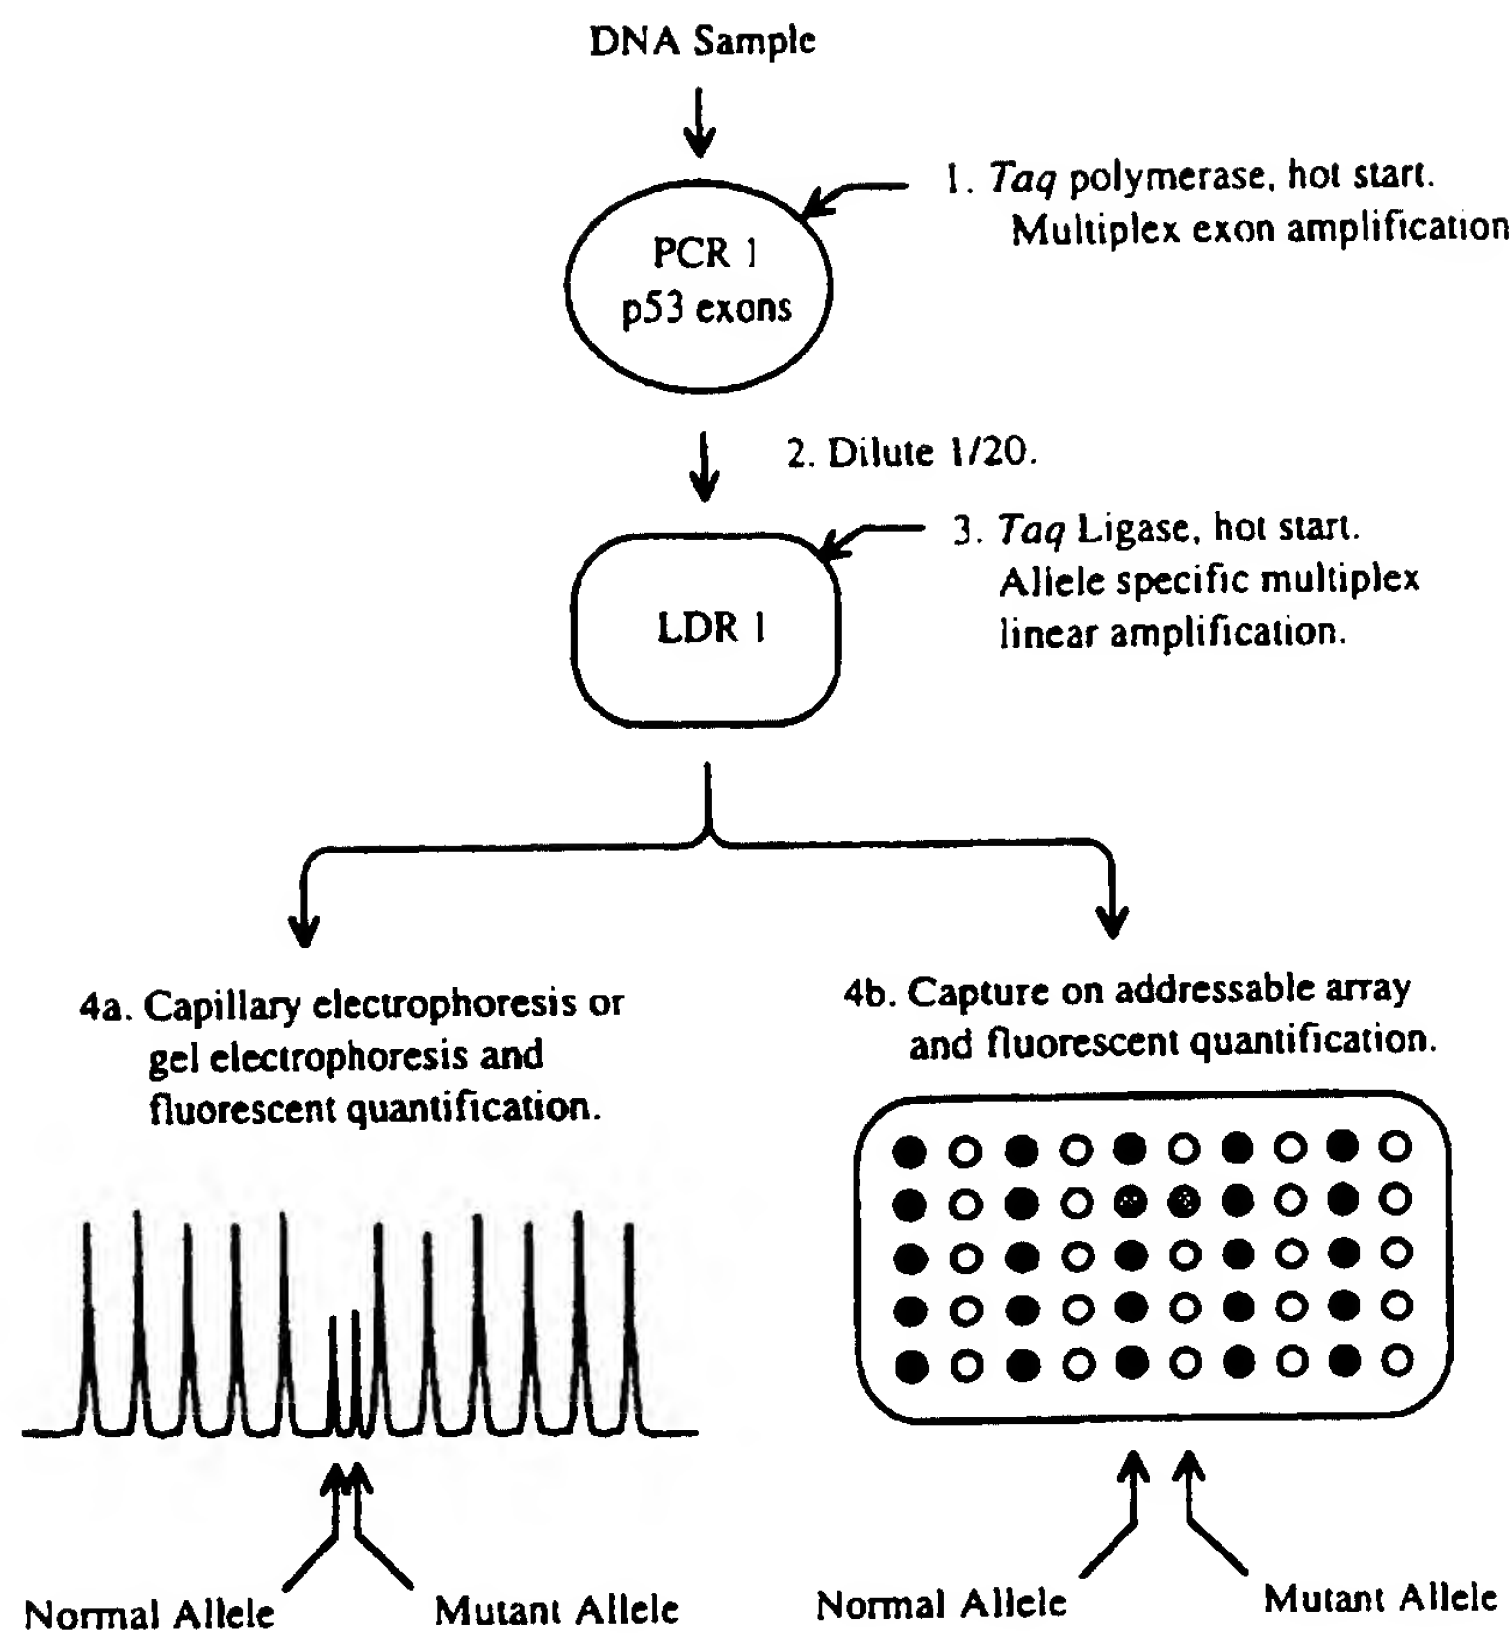 DNA Sample
1. Taq polymerase, hot start.
Multiplex exon amplification
PCR 1
p53 exons
2. Dilute 1/20.
3. Taq Ligase, hot start.
Allele specific multiplex
linear amplification.
LDR 1
4a. Capillary electrophoresis or
gel electrophoresis and
fluorescent quantification.
4b. Capture on addressable array
and fluorescent quantification.
Normal Allele
Mutant Allele
Normal Allele
Mutant Allele